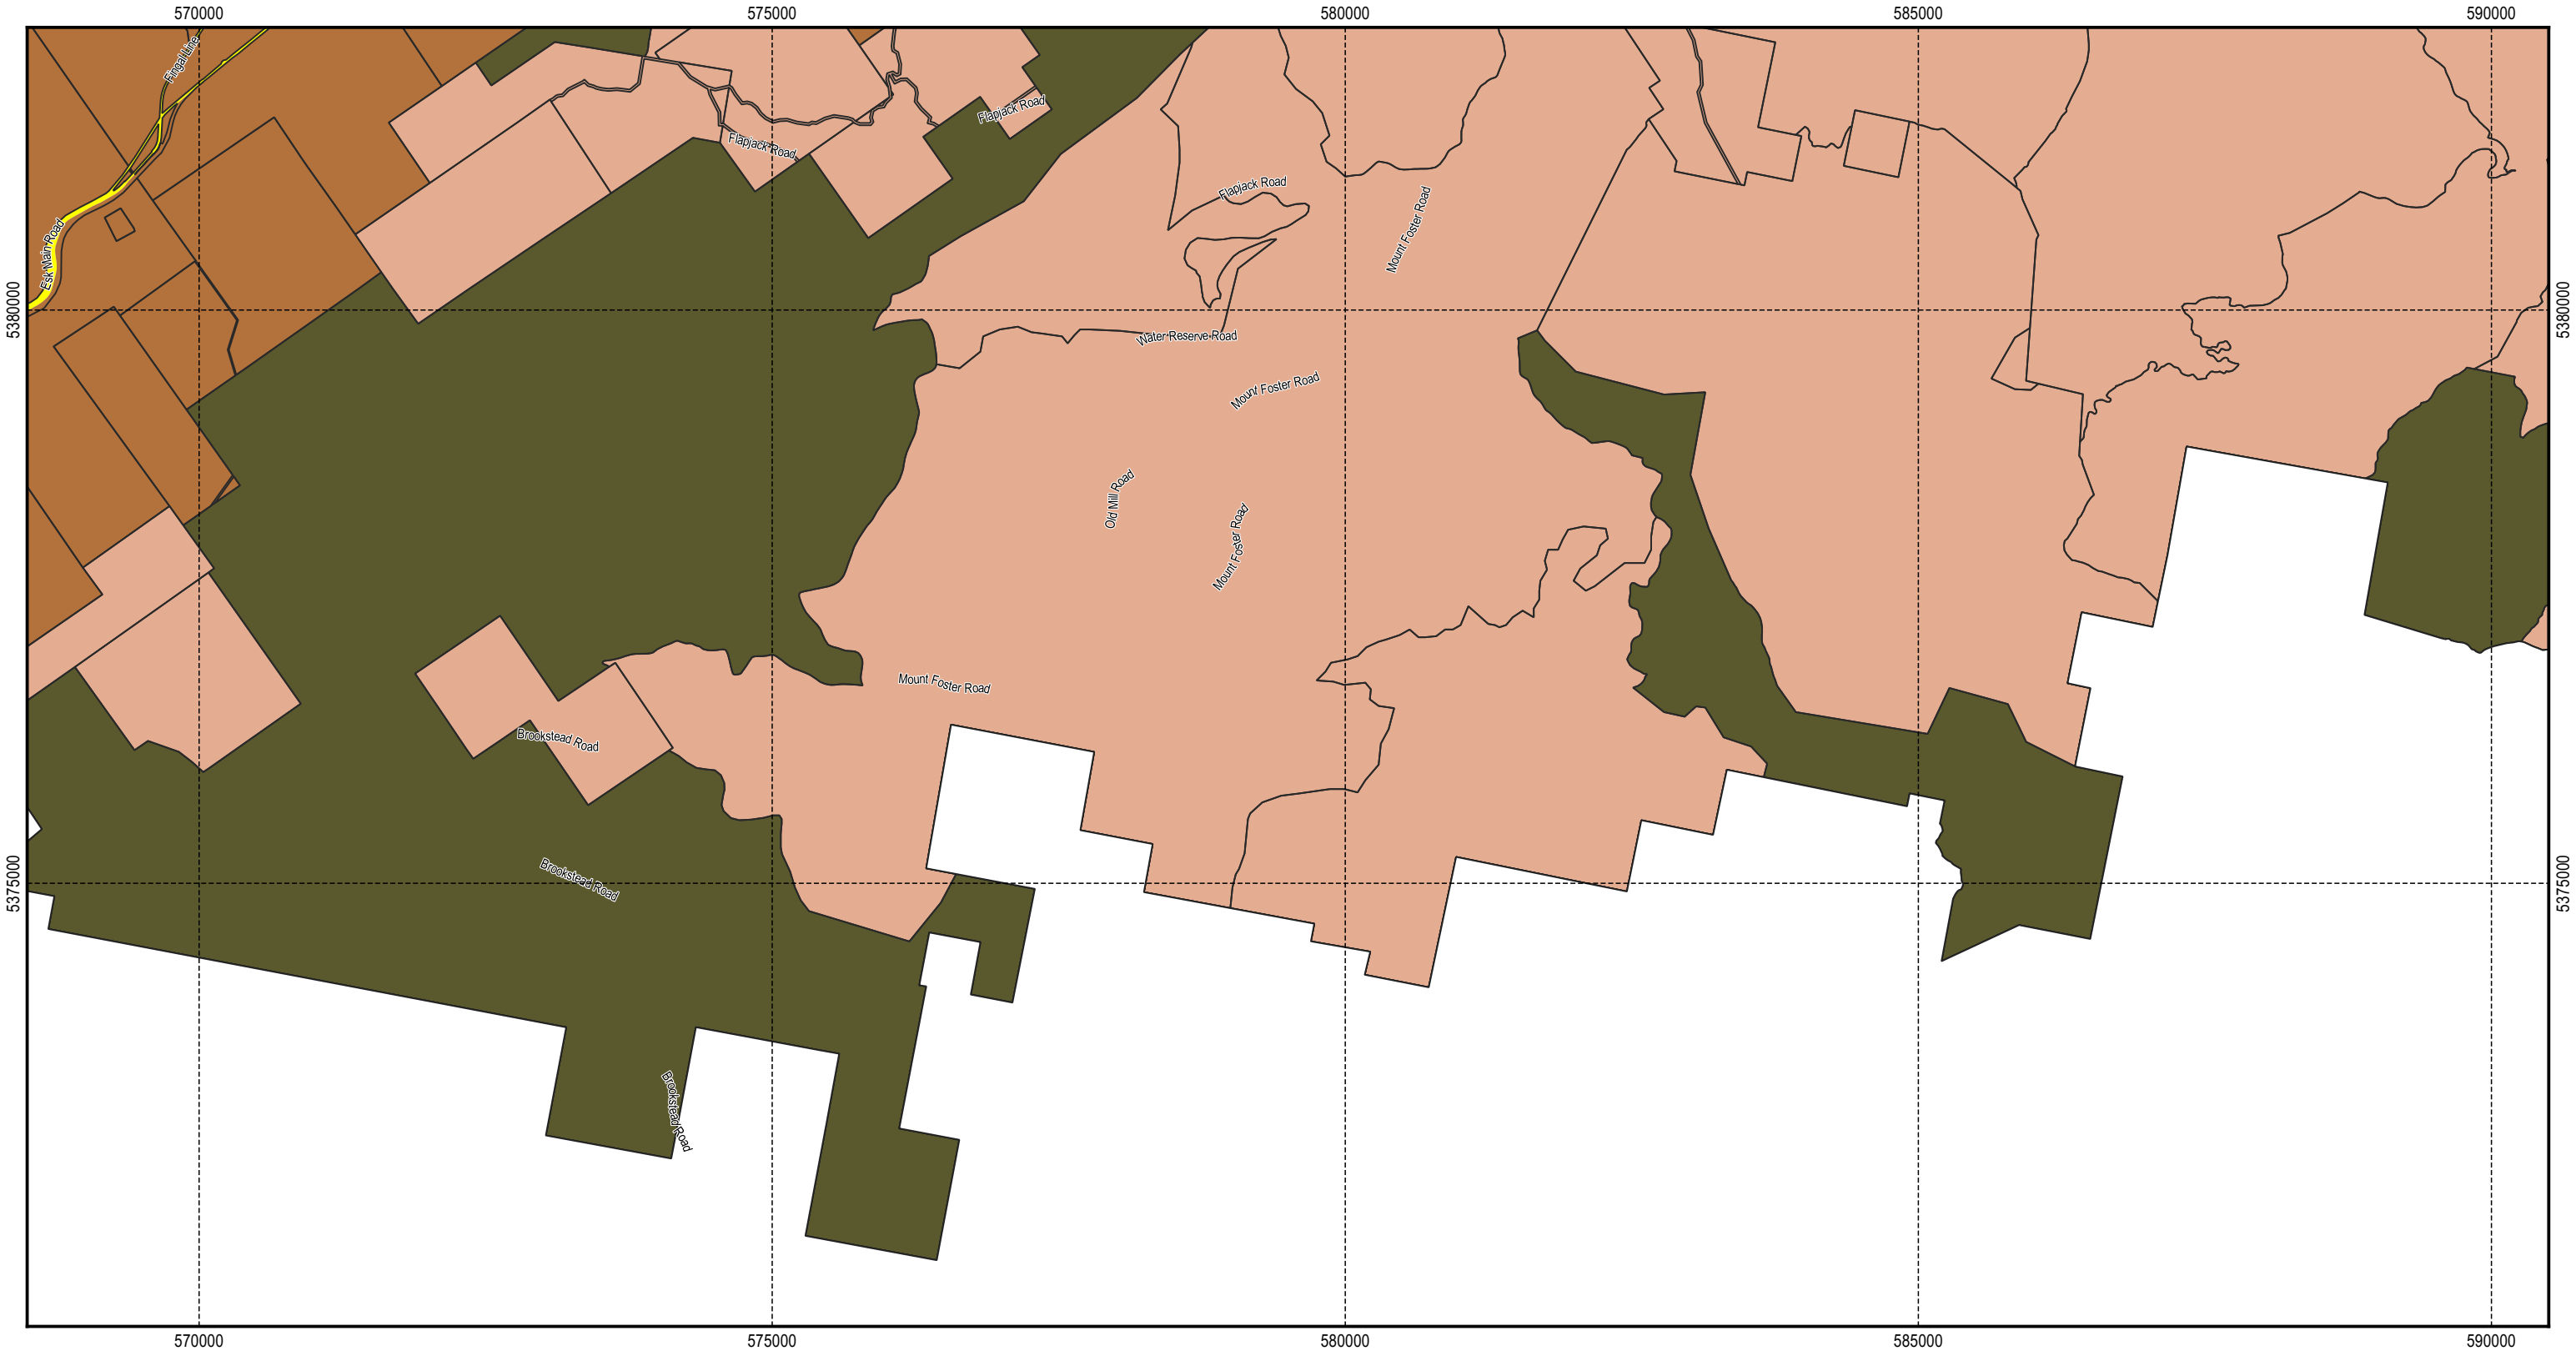 570000
575000
580000
585000
590000
Fingal Line
Flapjack Road
Flapjack Road
Flapjack Road
Mount Foster Road
Esk Main Road
5380000
5380000
Water Reserve Road
Mount Foster Road
Old Mill Road
Mount Foster Road
Mount Foster Road
Brookstead Road
Brookstead Road
5375000
5375000
Brookstead Road
570000
575000
580000
585000
590000